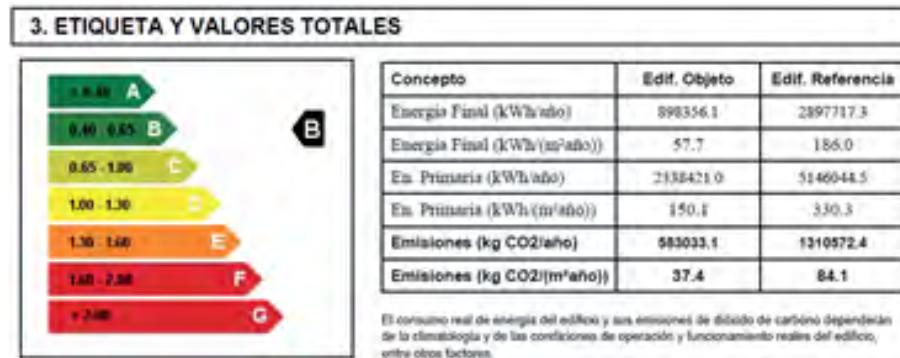 3. ETIQUETA Y VALORES TOTALES
< 0.40 A
0.40 - 0.65 B
B
0.65 - 1.00 C
1.00 - 1.30 D
1.30 - 1.60 E
1.60 - 2.00 F
> 2.00 G
Concepto Edif. Objeto Edif. Referencia
Energía Final (kWh/año) 898356.1 2897717.3
Energía Final (kWh/(m²año)) 57.7 186.0
En. Primaria (kWh/año) 2338421.0 5146044.5
En. Primaria (kWh/(m²año)) 150.1 330.3
Emisiones (kg CO2/año) 583033.1 1310572.4
Emisiones (kg CO2/(m²año)) 37.4 84.1
El consumo real de energía del edificio y sus emisiones de dióxido de carbono dependerán
de la climatología y de las condiciones de operación y funcionamiento reales del edificio,
entre otros factores.